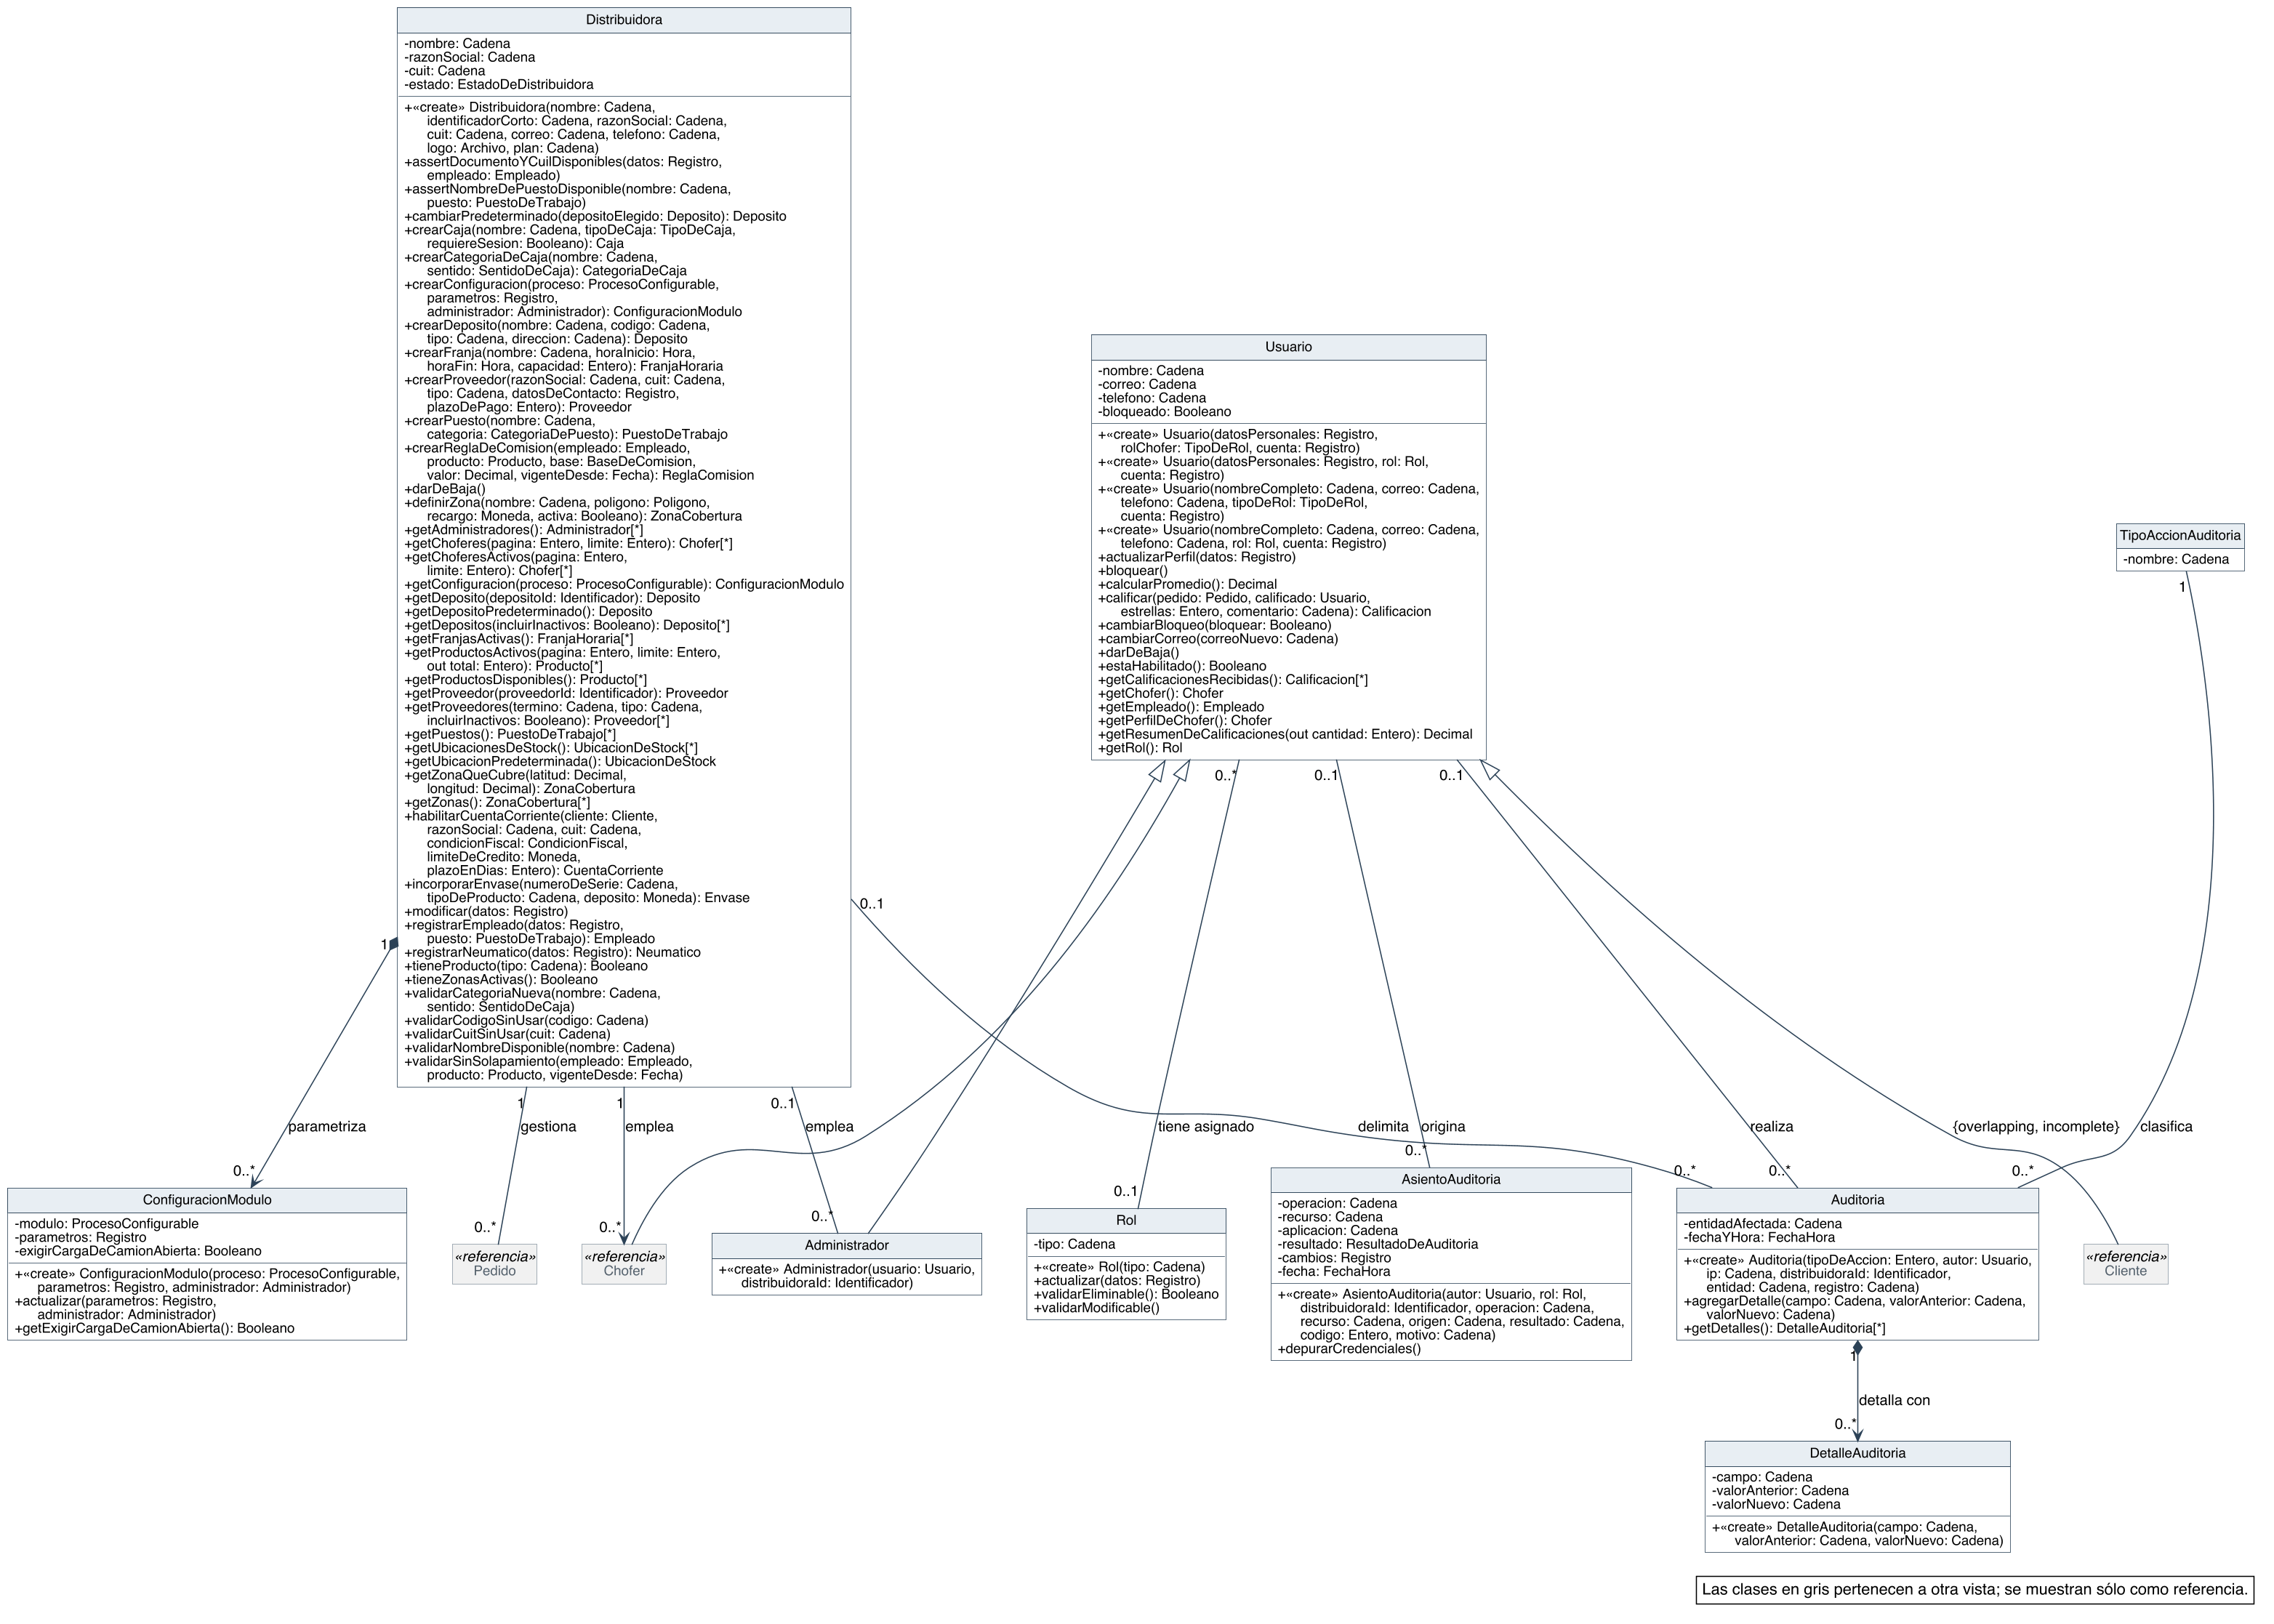 Distribuidora
-nombre: Cadena
-razonSocial: Cadena
-cuit: Cadena
-estado: EstadoDeDistribuidora
+«create» Distribuidora(nombre: Cadena,
identificadorCorto: Cadena, razonSocial: Cadena,
cuit: Cadena, correo: Cadena, telefono: Cadena,
logo: Archivo, plan: Cadena)
+assertDocumentoYCuilDisponibles(datos: Registro,
empleado: Empleado)
+assertNombreDePuestoDisponible(nombre: Cadena,
puesto: PuestoDeTrabajo)
+cambiarPredeterminado(depositoElegido: Deposito): Deposito
+crearCaja(nombre: Cadena, tipoDeCaja: TipoDeCaja,
requiereSesion: Booleano): Caja
+crearCategoriaDeCaja(nombre: Cadena,
sentido: SentidoDeCaja): CategoriaDeCaja
+crearConfiguracion(proceso: ProcesoConfigurable,
parametros: Registro,
administrador: Administrador): ConfiguracionModulo
+crearDeposito(nombre: Cadena, codigo: Cadena,
tipo: Cadena, direccion: Cadena): Deposito
+crearFranja(nombre: Cadena, horaInicio: Hora,
horaFin: Hora, capacidad: Entero): FranjaHoraria
+crearProveedor(razonSocial: Cadena, cuit: Cadena,
tipo: Cadena, datosDeContacto: Registro,
plazoDePago: Entero): Proveedor
+crearPuesto(nombre: Cadena,
categoria: CategoriaDePuesto): PuestoDeTrabajo
+crearReglaDeComision(empleado: Empleado,
producto: Producto, base: BaseDeComision,
valor: Decimal, vigenteDesde: Fecha): ReglaComision
+darDeBaja()
+definirZona(nombre: Cadena, poligono: Poligono,
recargo: Moneda, activa: Booleano): ZonaCobertura
+getAdministradores(): Administrador[*]
+getChoferes(pagina: Entero, limite: Entero): Chofer[*]
+getChoferesActivos(pagina: Entero,
limite: Entero): Chofer[*]
+getConfiguracion(proceso: ProcesoConfigurable): ConfiguracionModulo
+getDeposito(depositoId: Identificador): Deposito
+getDepositoPredeterminado(): Deposito
+getDepositos(incluirInactivos: Booleano): Deposito[*]
+getFranjasActivas(): FranjaHoraria[*]
+getProductosActivos(pagina: Entero, limite: Entero,
out total: Entero): Producto[*]
+getProductosDisponibles(): Producto[*]
+getProveedor(proveedorId: Identificador): Proveedor
+getProveedores(termino: Cadena, tipo: Cadena,
incluirInactivos: Booleano): Proveedor[*]
+getPuestos(): PuestoDeTrabajo[*]
+getUbicacionesDeStock(): UbicacionDeStock[*]
+getUbicacionPredeterminada(): UbicacionDeStock
+getZonaQueCubre(latitud: Decimal,
longitud: Decimal): ZonaCobertura
+getZonas(): ZonaCobertura[*]
+habilitarCuentaCorriente(cliente: Cliente,
razonSocial: Cadena, cuit: Cadena,
condicionFiscal: CondicionFiscal,
limiteDeCredito: Moneda,
plazoEnDias: Entero): CuentaCorriente
+incorporarEnvase(numeroDeSerie: Cadena,
tipoDeProducto: Cadena, deposito: Moneda): Envase
+modificar(datos: Registro)
+registrarEmpleado(datos: Registro,
puesto: PuestoDeTrabajo): Empleado
+registrarNeumatico(datos: Registro): Neumatico
+tieneProducto(tipo: Cadena): Booleano
+tieneZonasActivas(): Booleano
+validarCategoriaNueva(nombre: Cadena,
sentido: SentidoDeCaja)
+validarCodigoSinUsar(codigo: Cadena)
+validarCuitSinUsar(cuit: Cadena)
+validarNombreDisponible(nombre: Cadena)
+validarSinSolapamiento(empleado: Empleado,
producto: Producto, vigenteDesde: Fecha)
Usuario
-nombre: Cadena
-correo: Cadena
-telefono: Cadena
-bloqueado: Booleano
+«create» Usuario(datosPersonales: Registro,
rolChofer: TipoDeRol, cuenta: Registro)
+«create» Usuario(datosPersonales: Registro, rol: Rol,
cuenta: Registro)
+«create» Usuario(nombreCompleto: Cadena, correo: Cadena,
telefono: Cadena, tipoDeRol: TipoDeRol,
cuenta: Registro)
+«create» Usuario(nombreCompleto: Cadena, correo: Cadena,
telefono: Cadena, rol: Rol, cuenta: Registro)
+actualizarPerfil(datos: Registro)
+bloquear()
+calcularPromedio(): Decimal
+calificar(pedido: Pedido, calificado: Usuario,
estrellas: Entero, comentario: Cadena): Calificacion
+cambiarBloqueo(bloquear: Booleano)
+cambiarCorreo(correoNuevo: Cadena)
+darDeBaja()
+estaHabilitado(): Booleano
+getCalificacionesRecibidas(): Calificacion[*]
+getChofer(): Chofer
+getEmpleado(): Empleado
+getPerfilDeChofer(): Chofer
+getResumenDeCalificaciones(out cantidad: Entero): Decimal
+getRol(): Rol
TipoAccionAuditoria
-nombre: Cadena
1
0..*
0..1
0..1
0..1
1
1
1
0..1
parametriza
gestiona
emplea
emplea
tiene asignado
delimita
origina
realiza
{overlapping, incomplete}
clasifica
0..*
0..*
0..*
0..*
0..1
0..*
0..*
0..*
0..*
ConfiguracionModulo
-modulo: ProcesoConfigurable
-parametros: Registro
-exigirCargaDeCamionAbierta: Booleano
+«create» ConfiguracionModulo(proceso: ProcesoConfigurable,
parametros: Registro, administrador: Administrador)
+actualizar(parametros: Registro,
administrador: Administrador)
+getExigirCargaDeCamionAbierta(): Booleano
«referencia»
Pedido
«referencia»
Chofer
Administrador
+«create» Administrador(usuario: Usuario,
distribuidoraId: Identificador)
Rol
-tipo: Cadena
+«create» Rol(tipo: Cadena)
+actualizar(datos: Registro)
+validarEliminable(): Booleano
+validarModificable()
AsientoAuditoria
-operacion: Cadena
-recurso: Cadena
-aplicacion: Cadena
-resultado: ResultadoDeAuditoria
-cambios: Registro
-fecha: FechaHora
+«create» AsientoAuditoria(autor: Usuario, rol: Rol,
distribuidoraId: Identificador, operacion: Cadena,
recurso: Cadena, origen: Cadena, resultado: Cadena,
codigo: Entero, motivo: Cadena)
+depurarCredenciales()
Auditoria
-entidadAfectada: Cadena
-fechaYHora: FechaHora
+«create» Auditoria(tipoDeAccion: Entero, autor: Usuario,
ip: Cadena, distribuidoraId: Identificador,
entidad: Cadena, registro: Cadena)
+agregarDetalle(campo: Cadena, valorAnterior: Cadena,
valorNuevo: Cadena)
+getDetalles(): DetalleAuditoria[*]
«referencia»
Cliente
1
detalla con
0..*
DetalleAuditoria
-campo: Cadena
-valorAnterior: Cadena
-valorNuevo: Cadena
+«create» DetalleAuditoria(campo: Cadena,
valorAnterior: Cadena, valorNuevo: Cadena)
Las clases en gris pertenecen a otra vista; se muestran sólo como referencia.